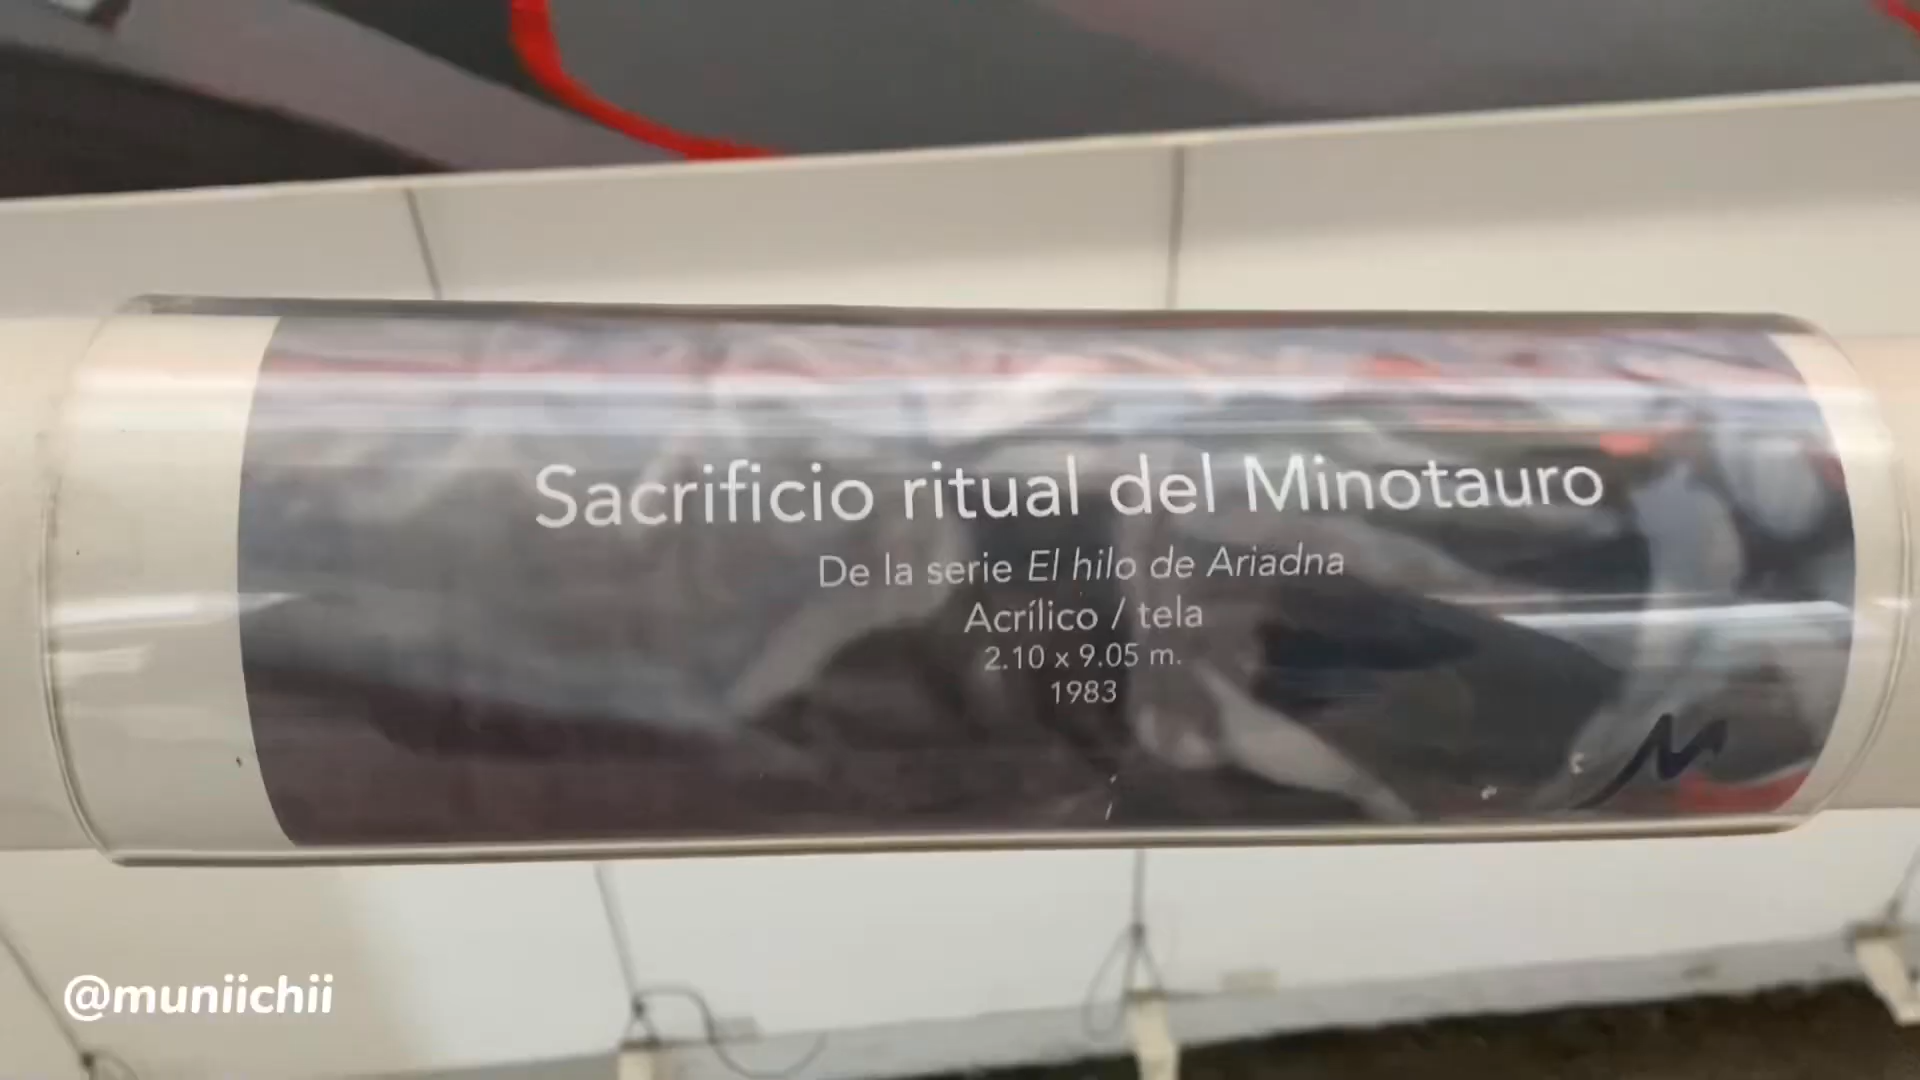 Sacrificio ritual del Minotauro
De la serie El hilo de Ariadna
Acrílico / tela
2.10 x 9.05 m.
1983
@muniichii